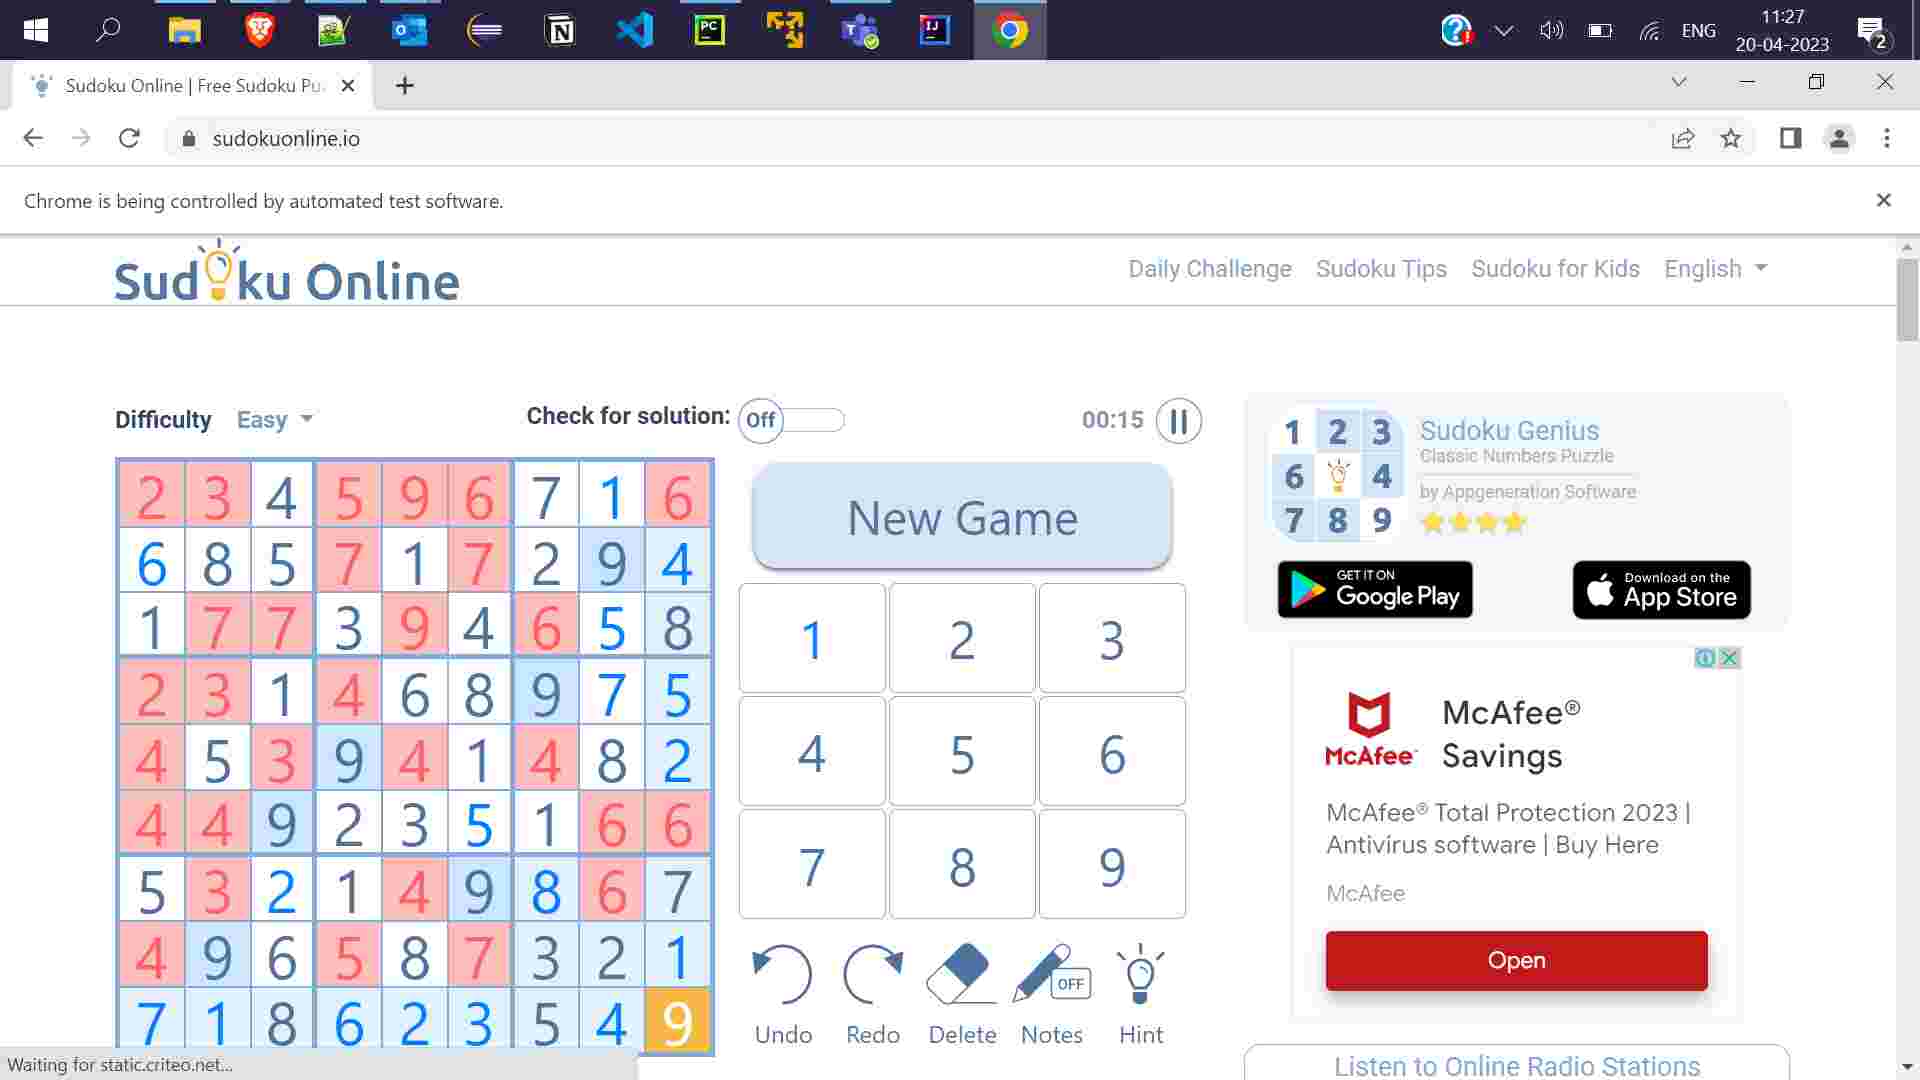 ENG
11:27
20-04-2023
2
Sudoku Online | Free Sudoku Pu
sudokuonline.io
Chrome is being controlled by automated test software.
Sudoku Online
Daily Challenge
Sudoku Tips
Sudoku for Kids
English
Difficulty
Easy
Check for solution:
Off
00:15
2 3 4 5 9 6 7 1 6
6 8 5 7 1 7 2 9 4
1 7 7 3 9 4 6 5 8
2 3 1 4 6 8 9 7 5
4 5 3 9 4 1 4 8 2
4 4 9 2 3 5 1 6 6
5 3 2 1 4 9 8 6 7
4 9 6 5 8 7 3 2 1
7 1 8 6 2 3 5 4 9
New Game
1 2 3
4 5 6
7 8 9
OFF
Undo
Redo
Delete
Notes
Hint
1 2 3
6 4
7 8 9
Sudoku Genius
Classic Numbers Puzzle
by Appgeneration Software
GET IT ON
Google Play
Download on the
App Store
McAfee
McAfee®
Savings
McAfee® Total Protection 2023 |
Antivirus software | Buy Here
McAfee
Open
Listen to Online Radio Stations
Waiting for static.criteo.net...